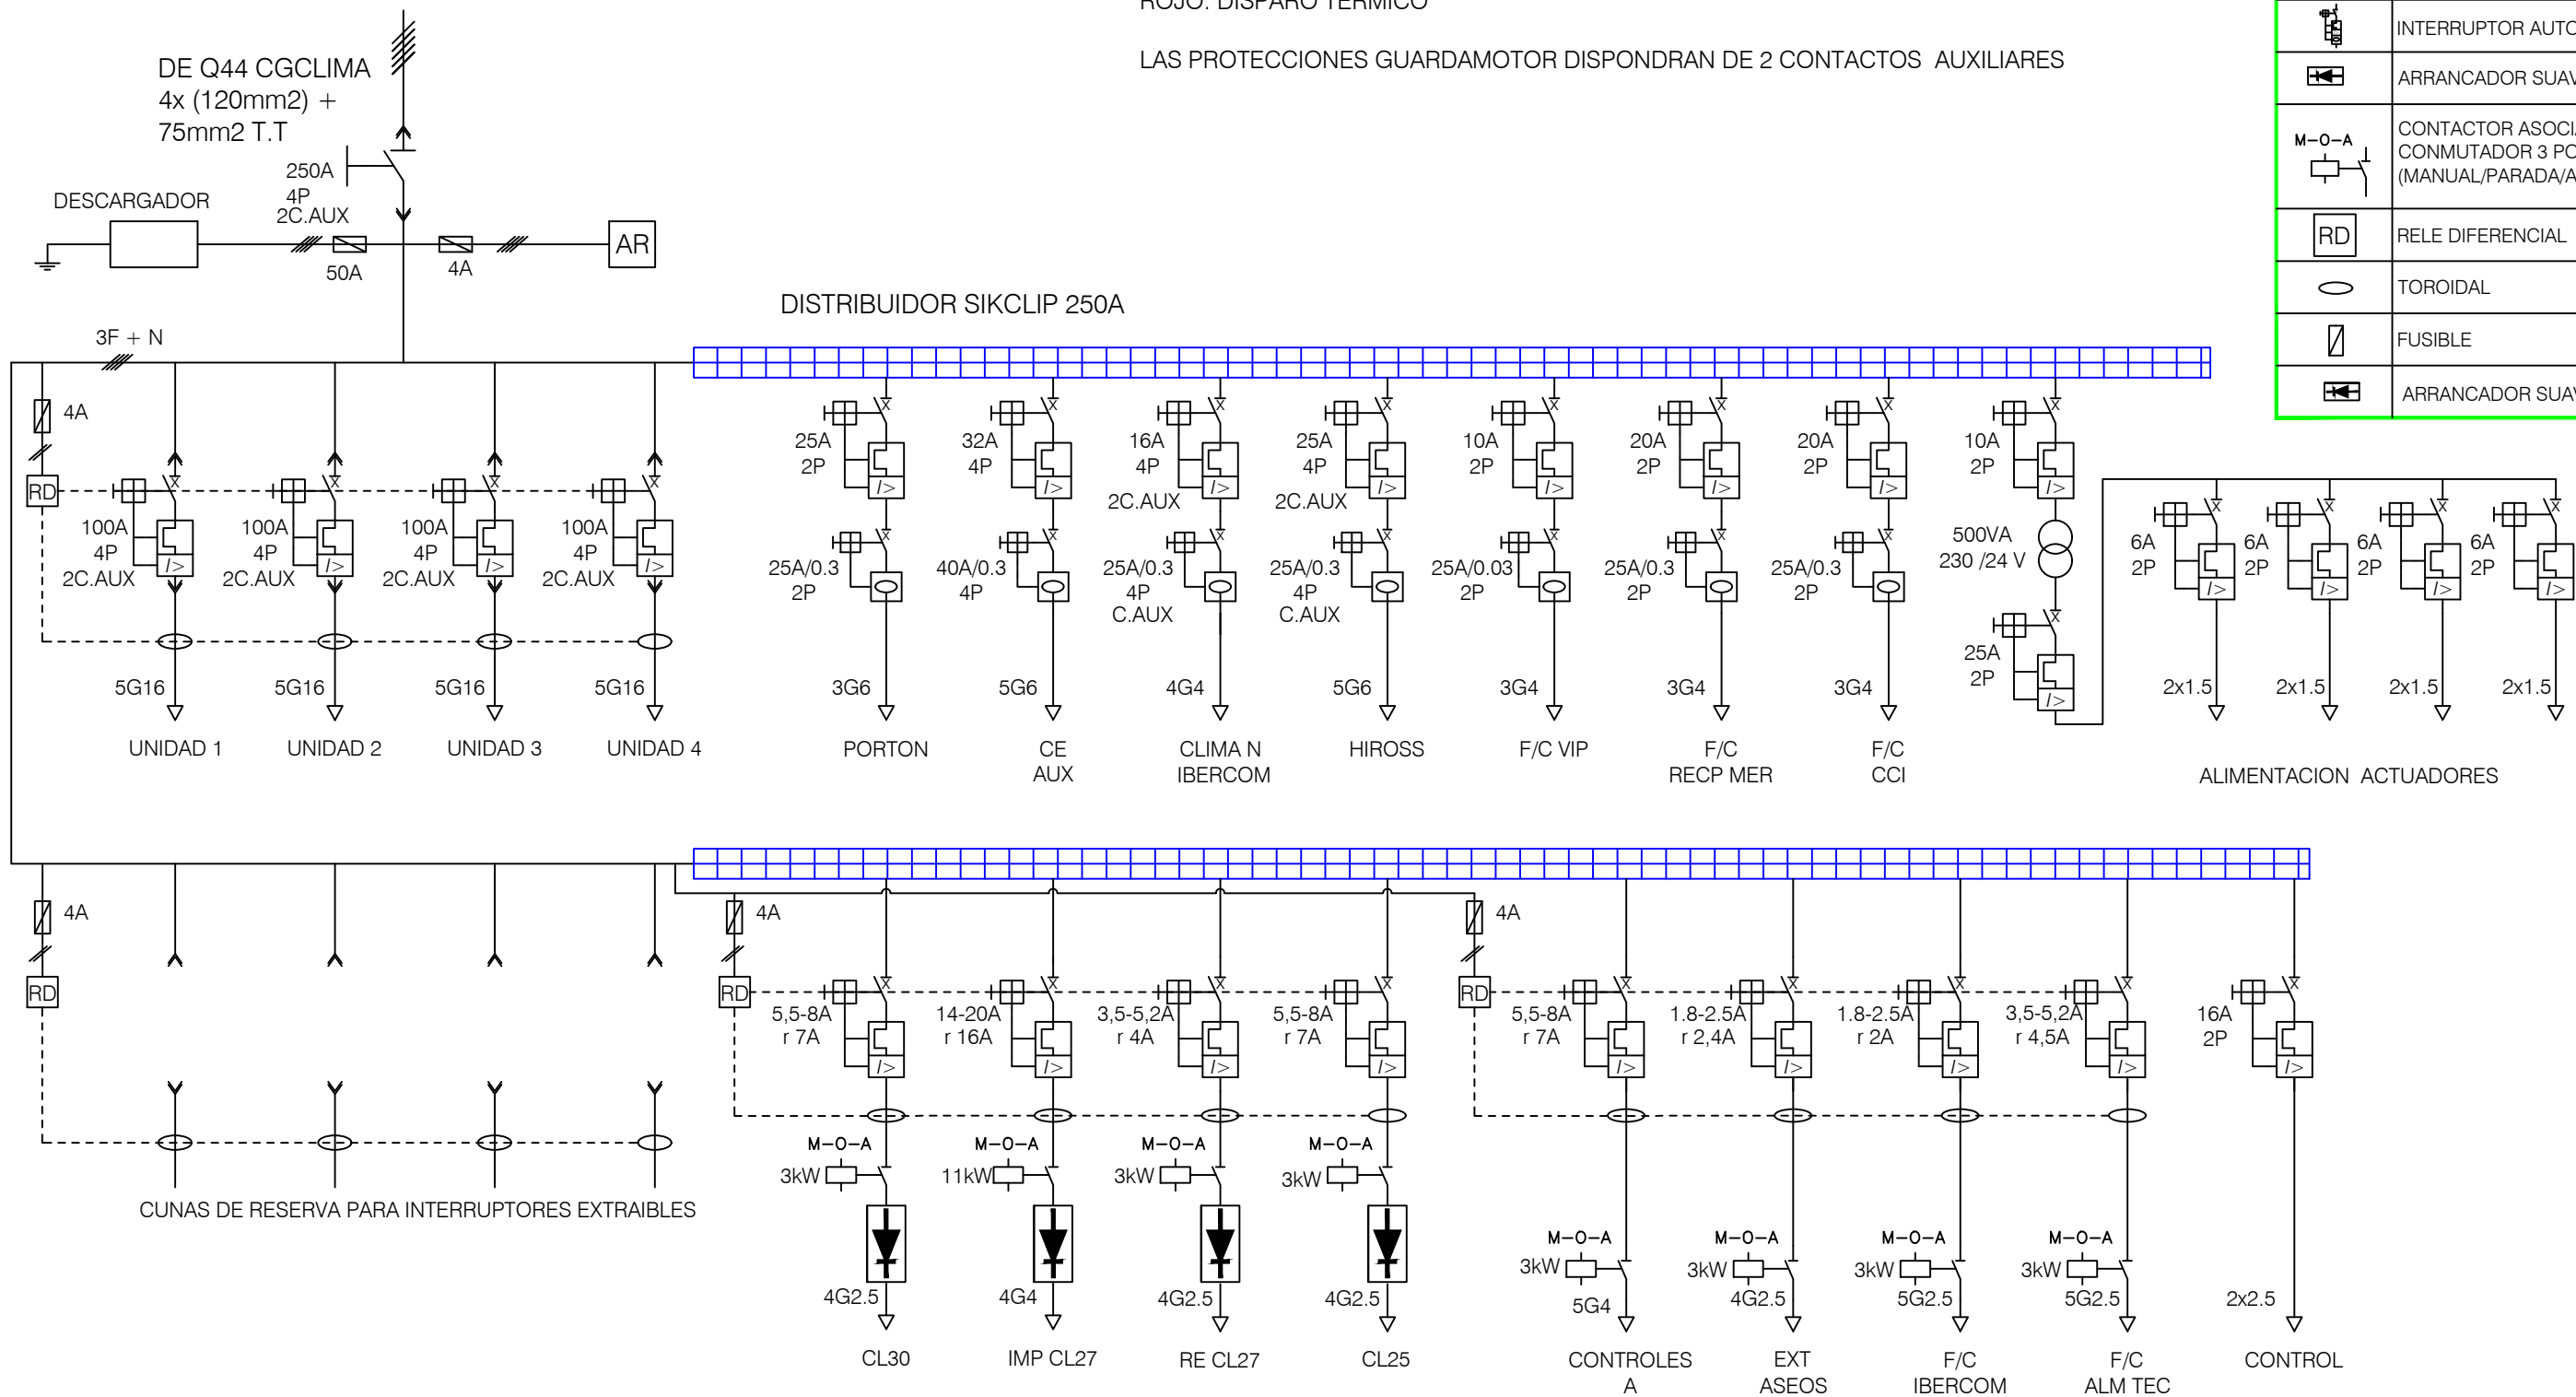 ROJO: DISPARO TERMICO
LAS PROTECCIONES GUARDAMOTOR DISPONDRAN DE 2 CONTACTOS AUXILIARES
DE Q44 CGCLIMA
4x (120mm2) +
75mm2 T.T
250A
4P
2C.AUX
DESCARGADOR
50A
4A
AR
INTERRUPTOR AUTO
ARRANCADOR SUAV
M-O-A
CONTACTOR ASOCIA
CONMUTADOR 3 PO
(MANUAL/PARADA/A
RD
RELE DIFERENCIAL
TOROIDAL
FUSIBLE
ARRANCADOR SUAV
DISTRIBUIDOR SIKCLIP 250A
3F + N
4A
RD
100A
4P
2C.AUX
I>
5G16
UNIDAD 1
100A
4P
2C.AUX
I>
5G16
UNIDAD 2
100A
4P
2C.AUX
I>
5G16
UNIDAD 3
100A
4P
2C.AUX
I>
5G16
UNIDAD 4
25A
2P
I>
25A/0.3
2P
3G6
PORTON
32A
4P
I>
40A/0.3
4P
5G6
CE
AUX
16A
4P
2C.AUX
I>
25A/0.3
4P
C.AUX
4G4
CLIMA N
IBERCOM
25A
4P
2C.AUX
I>
25A/0.3
4P
C.AUX
5G6
HIROSS
10A
2P
I>
25A/0.03
2P
3G4
F/C VIP
20A
2P
I>
25A/0.3
2P
3G4
F/C
RECP MER
20A
2P
I>
25A/0.3
2P
3G4
F/C
CCI
10A
2P
I>
500VA
230 /24 V
25A
2P
I>
6A
2P
I>
2x1.5
6A
2P
I>
2x1.5
6A
2P
I>
2x1.5
6A
2P
I>
2x1.5
ALIMENTACION ACTUADORES
4A
RD
CUNAS DE RESERVA PARA INTERRUPTORES EXTRAIBLES
4A
RD
5,5-8A
r 7A
I>
M-O-A
3kW
4G2.5
CL30
14-20A
r 16A
I>
M-O-A
11kW
4G4
IMP CL27
3,5-5,2A
r 4A
I>
M-O-A
3kW
4G2.5
RE CL27
5,5-8A
r 7A
I>
M-O-A
3kW
4G2.5
CL25
4A
RD
5,5-8A
r 7A
I>
M-O-A
3kW
5G4
CONTROLES
A
1.8-2.5A
r 2,4A
I>
M-O-A
3kW
4G2.5
EXT
ASEOS
1.8-2.5A
r 2A
I>
M-O-A
3kW
5G2.5
F/C
IBERCOM
3,5-5,2A
r 4,5A
I>
M-O-A
3kW
5G2.5
F/C
ALM TEC
16A
2P
I>
2x2.5
CONTROL